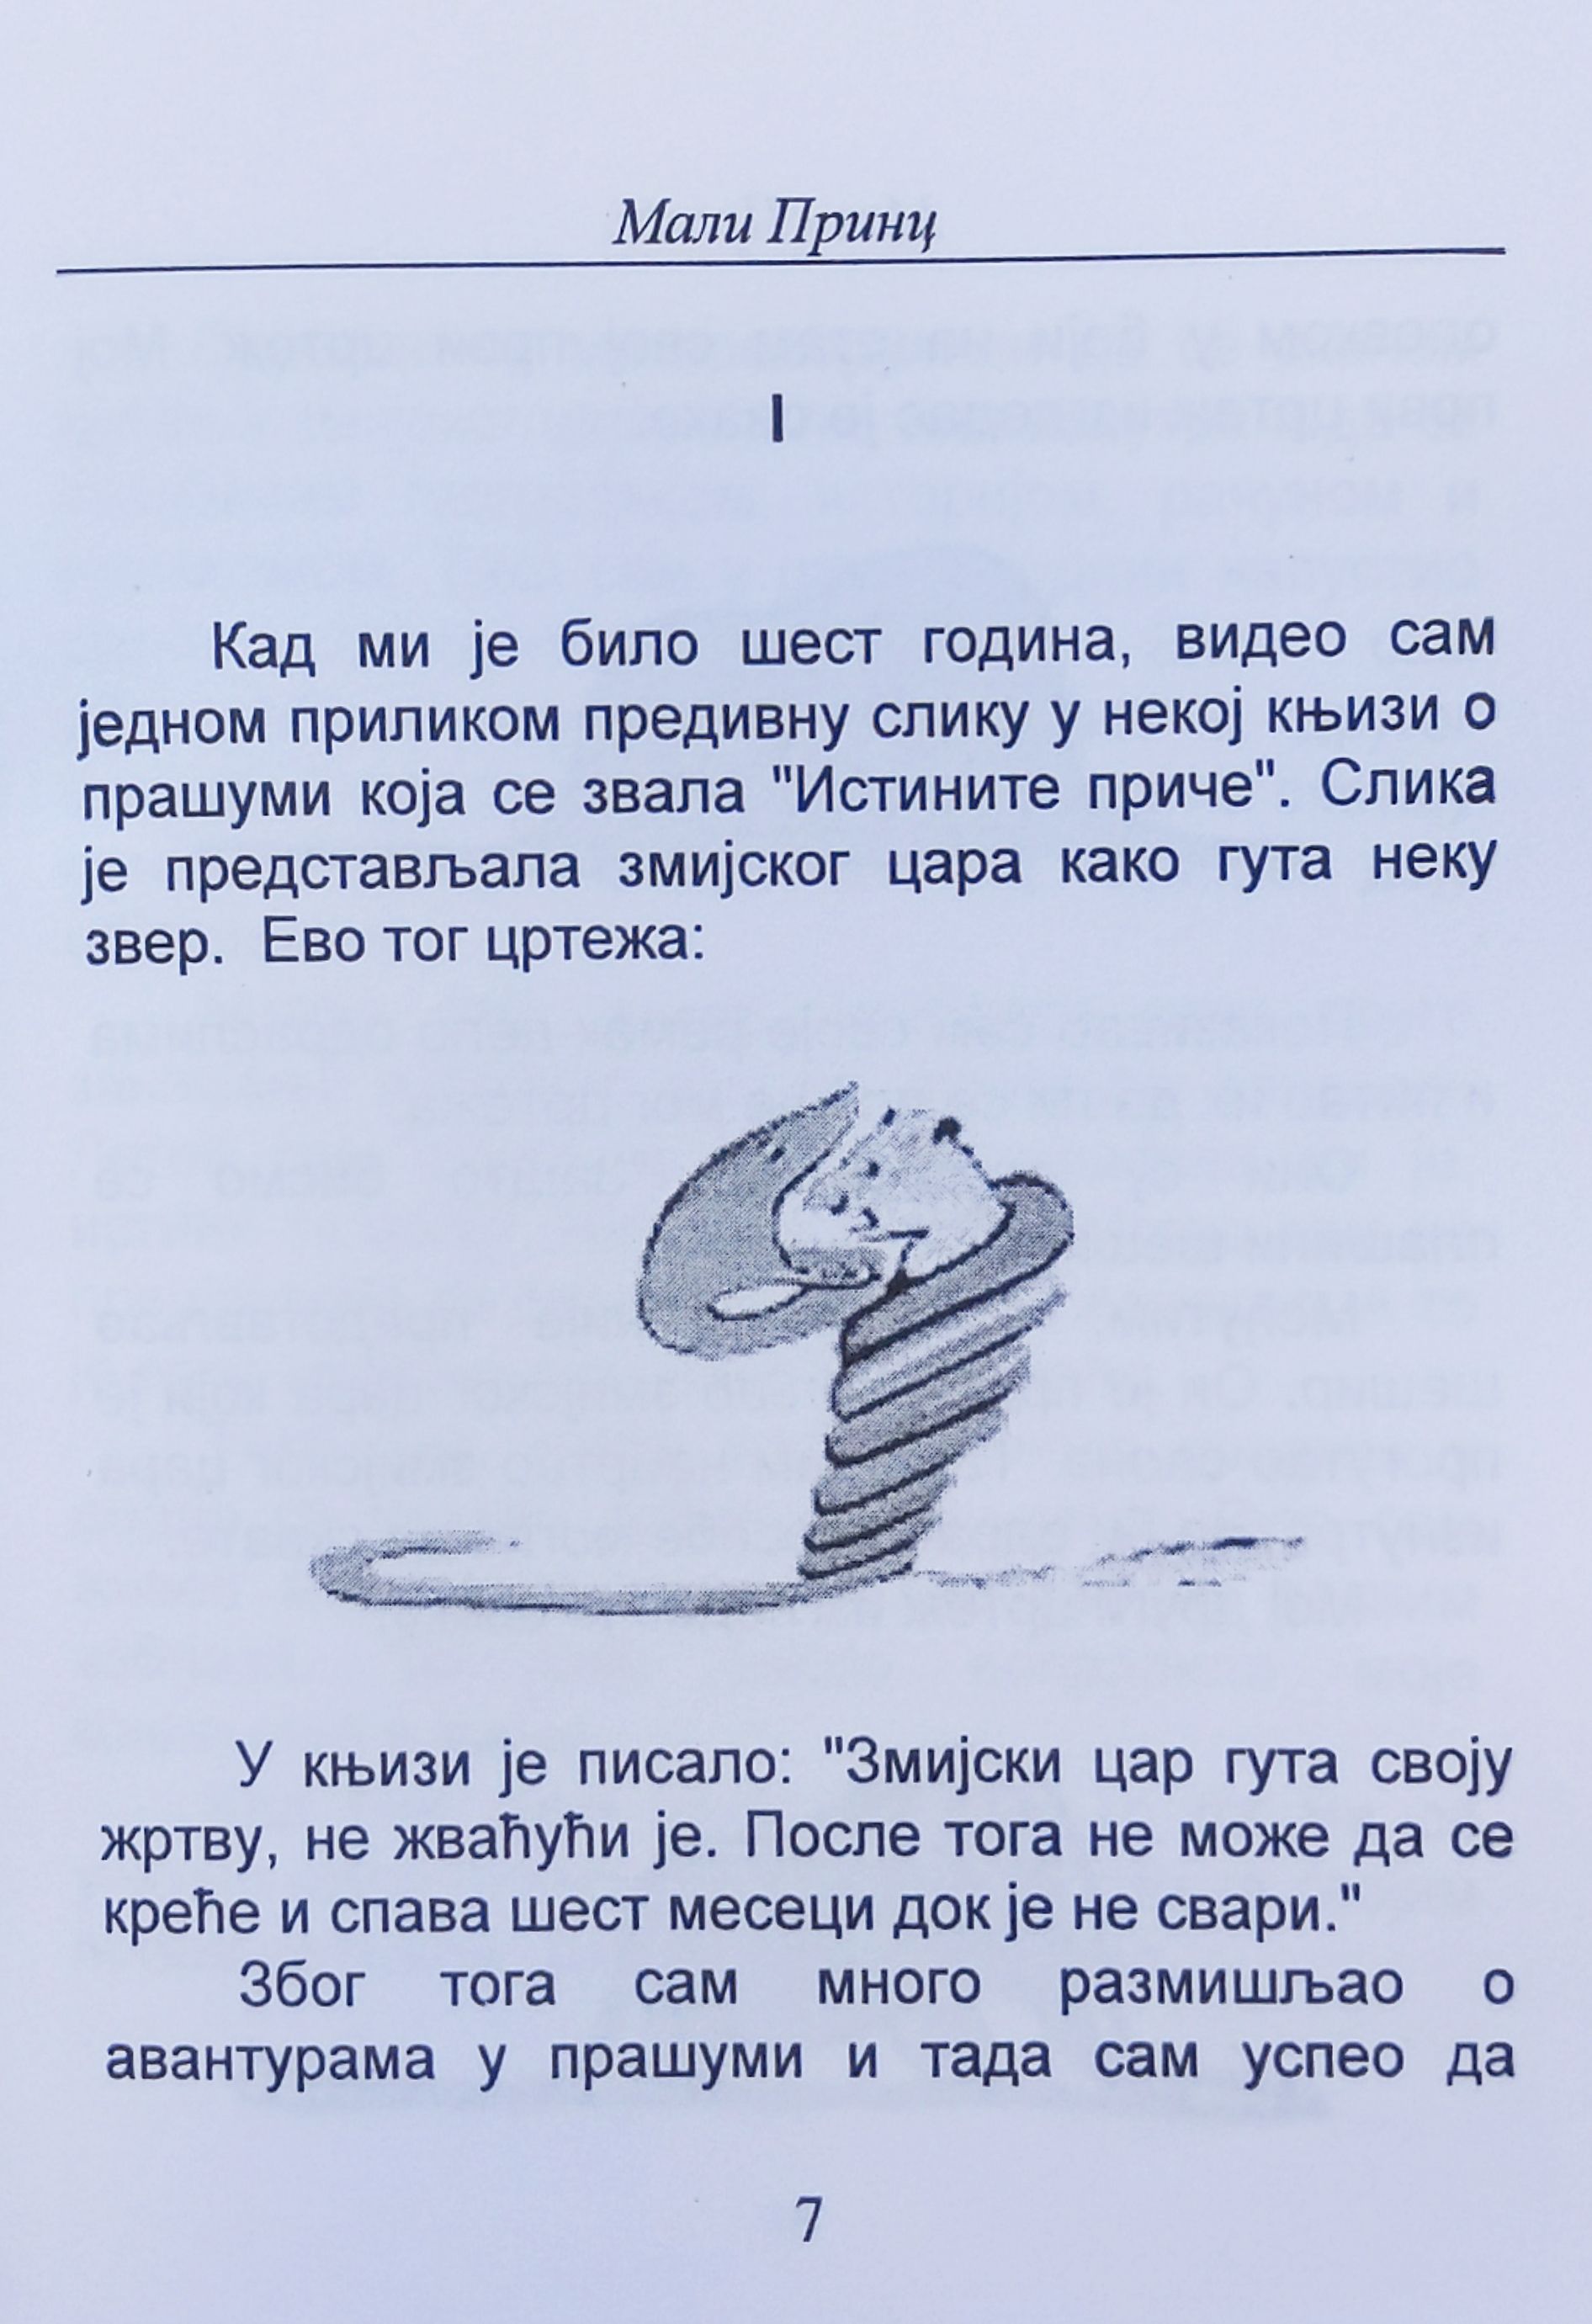 Мали Принц
I
Кад ми је било шест година, видео сам
једном приликом предивну слику у некој књизи о
прашуми која се звала "Истините приче". Слика
је представљала змијског цара како гута неку
звер. Ево тог цртежа:
У књизи је писало: "Змијски цар гута своју
жртву, не жваћући је. После тога не може да се
креће и спава шест месеци док је не свари."
Због тога сам много размишљао о
авантурама у прашуми и тада сам успео да
7